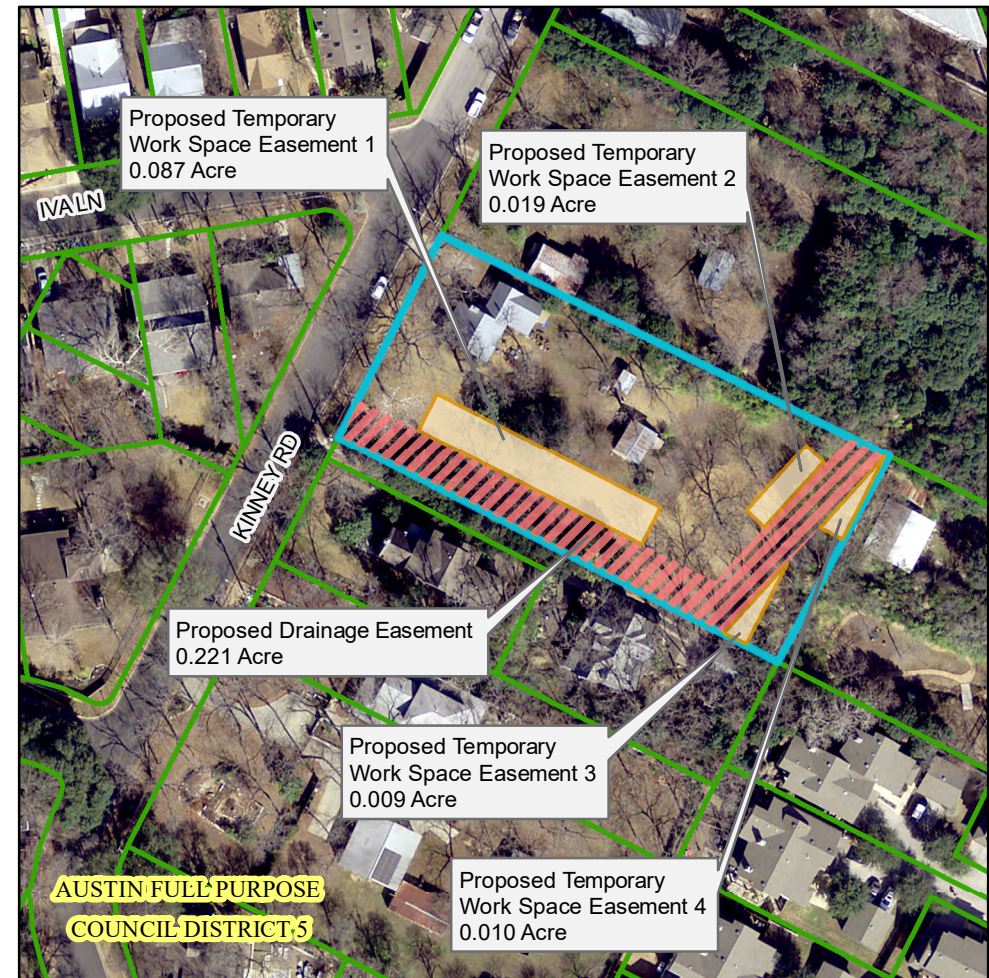 Proposed Temporary
Work Space Easement 1
0.087 Acre
Proposed Temporary
Work Space Easement 2
0.019 Acre
IVA LN
KINNEY RD
Proposed Drainage Easement
0.221 Acre
Proposed Temporary
Work Space Easement 3
0.009 Acre
Proposed Temporary
Work Space Easement 4
0.010 Acre
AUSTIN FULL PURPOSE
COUNCIL DISTRICT 5